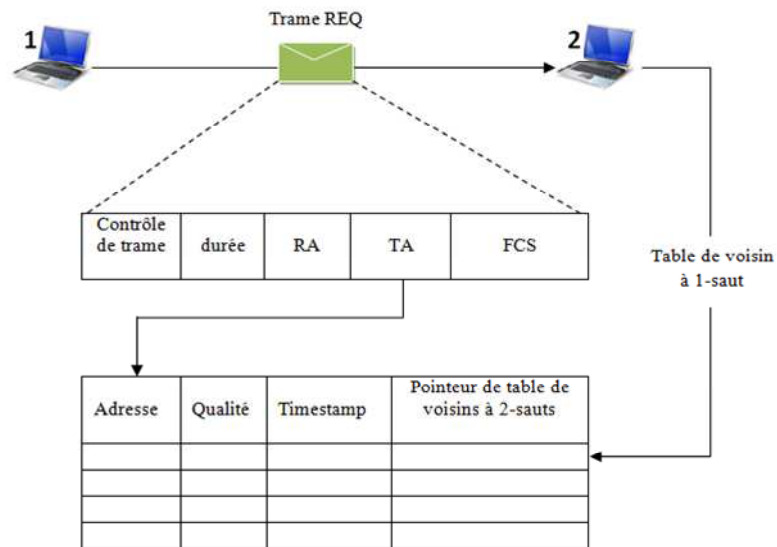 Trame REQ
1
2
Contrôle
de trame
durée
RA
TA
FCS
Table de voisin
à 1-saut
Adresse
Qualité
Timestamp
Pointeur de table de
voisins à 2-sauts